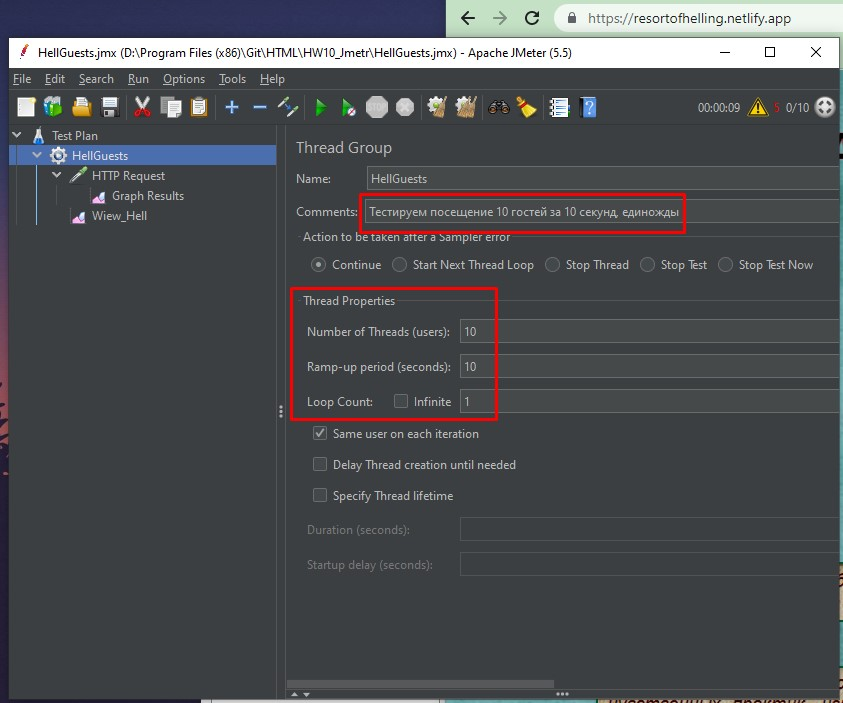 https://resortofhelling.netlify.app
HellGuests.jmx (D:\Program Files (x86)\Git\HTML\HW10_Jmetr\HellGuests.jmx) - Apache JMeter (5.5)
File Edit Search Run Options Tools Help
STOP
00:00:09 5 0/10
Test Plan
HellGuests
HTTP Request
Graph Results
Wiew_Hell
Thread Group
Name: HellGuests
Comments: Тестируем посещение 10 гостей за 10 секунд, единожды
Action to be taken after a Sampler error
Continue Start Next Thread Loop Stop Thread Stop Test Stop Test Now
Thread Properties
Number of Threads (users): 10
Ramp-up period (seconds): 10
Loop Count: Infinite 1
Same user on each iteration
Delay Thread creation until needed
Specify Thread lifetime
Duration (seconds):
Startup delay (seconds):